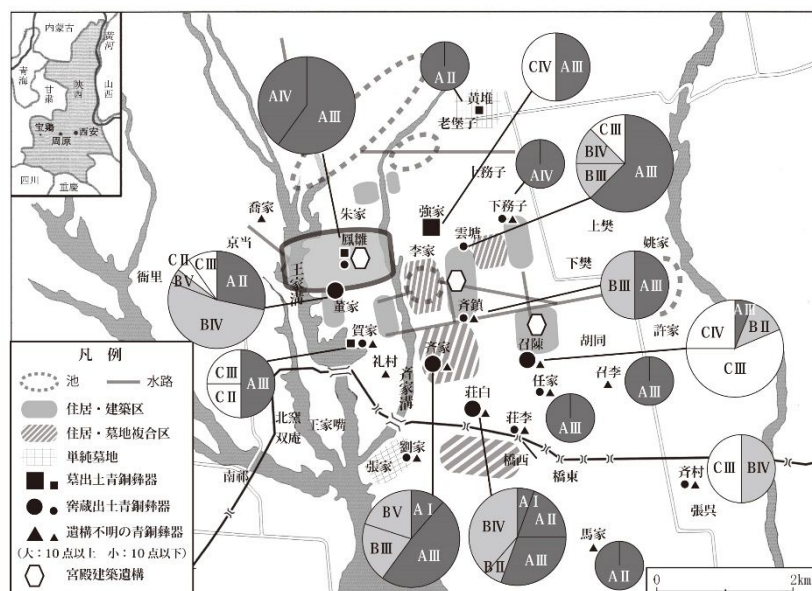 内蒙古
黄河
青海
甘粛
陝西
山西
宝鶏
周原
西安
四川
重慶
AⅣ
AⅢ
AⅡ
黄堆
老堡子
CⅣ
AⅢ
上務子
AⅣ
下務子
CⅢ
BⅣ
BⅢ
AⅢ
上樊
喬家
朱家
強家
鳳雛
李家
雲塘
下樊
姚家
京当
衙里
王家溝
CⅡ
CⅢ
BⅤ
AⅡ
BⅣ
董家
斉鎮
BⅢ
AⅢ
許家
賀家
礼村
斉家
斉家溝
召陳
胡同
召李
AⅢ
AⅢ
BⅡ
CⅣ
CⅢ
CⅢ
CⅡ
AⅢ
任家
AⅢ
北窯
双庵
王家嘴
荘白
荘李
橋西
橋東
劉家
張家
南祁
CⅢ
BⅣ
斉村
張呉
BⅤ
AⅠ
BⅢ
AⅢ
BⅣ
AⅠ
AⅡ
BⅡ
AⅢ
馬家
AⅡ
凡例
池
水路
住居・建築区
住居・墓地複合区
単純墓地
墓出土青銅彝器
窖蔵出土青銅彝器
遺構不明の青銅彝器
(大：10点以上 小：10点以下)
宮殿建築遺構
0
2km